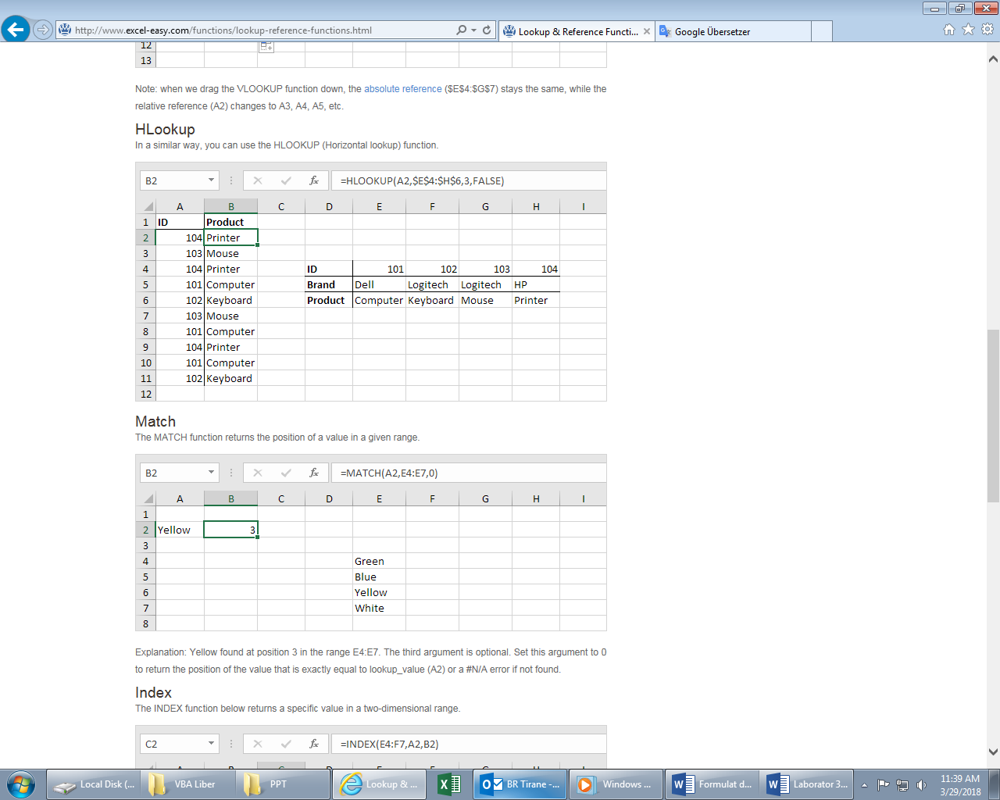 http://www.excel-easy.com/functions/lookup-reference-functions.html
Lookup & Reference Functi...
Google Übersetzer
12
13
Note: when we drag the VLOOKUP function down, the absolute reference ($E$4:$G$7) stays the same, while the
relative reference (A2) changes to A3, A4, A5, etc.
HLookup
In a similar way, you can use the HLOOKUP (Horizontal lookup) function.
B2 fx =HLOOKUP(A2,$E$4:$H$6,3,FALSE)
A B C D E F G H I
1 ID Product
2 104 Printer
3 103 Mouse
4 104 Printer ID 101 102 103 104
5 101 Computer Brand Dell Logitech Logitech HP
6 102 Keyboard Product Computer Keyboard Mouse Printer
7 103 Mouse
8 101 Computer
9 104 Printer
10 101 Computer
11 102 Keyboard
12
Match
The MATCH function returns the position of a value in a given range.
B2 fx =MATCH(A2,E4:E7,0)
A B C D E F G H I
1
2 Yellow 3
3
4 Green
5 Blue
6 Yellow
7 White
8
Explanation: Yellow found at position 3 in the range E4:E7. The third argument is optional. Set this argument to 0
to return the position of the value that is exactly equal to lookup_value (A2) or a #N/A error if not found.
Index
The INDEX function below returns a specific value in a two-dimensional range.
C2 fx =INDEX(E4:F7,A2,B2)
Local Disk (... VBA Liber PPT Lookup & ... BR Tirane -... Windows ... Formulat d... Laborator 3... 11:39 AM
3/29/2018